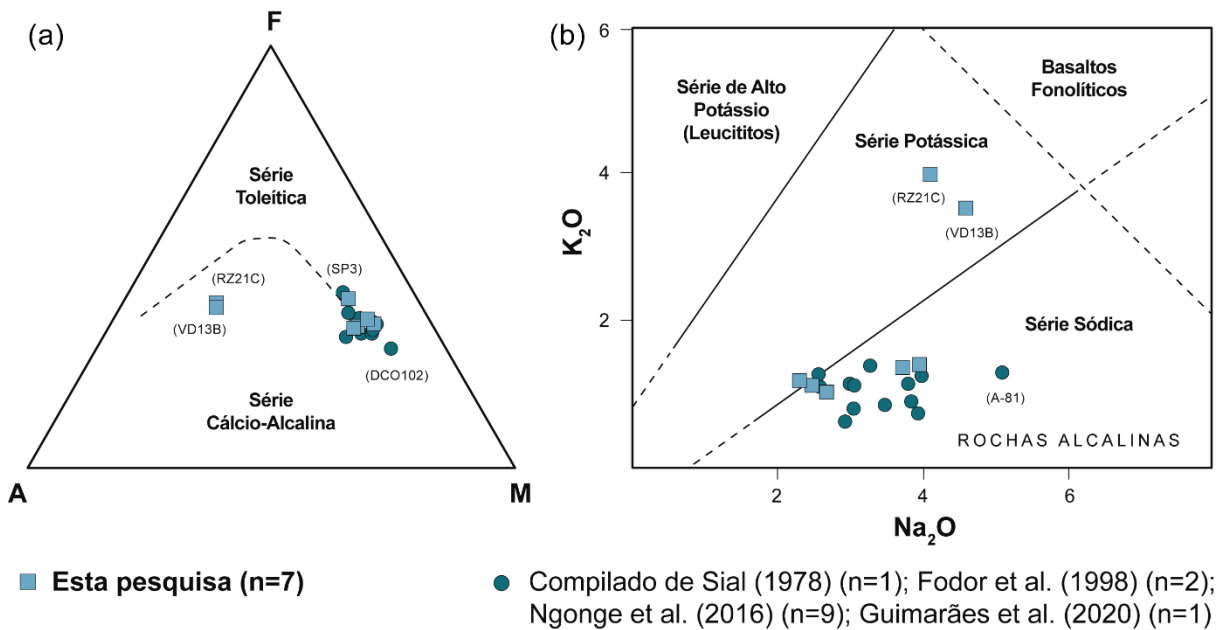 (a)
F
Série
Toleítica
(RZ21C)
(SP3)
(VD13B)
(DCO102)
Série
Cálcio-Alcalina
A
M
(b)
6
4
2
K₂O
Série de Alto
Potássio
(Leucititos)
Basaltos
Fonolíticos
Série Potássica
(RZ21C)
(VD13B)
Série Sódica
(A-81)
ROCHAS ALCALINAS
2
4
6
Na₂O
Esta pesquisa (n=7)
Compilado de Sial (1978) (n=1); Fodor et al. (1998) (n=2);
Ngonge et al. (2016) (n=9); Guimarães et al. (2020) (n=1)